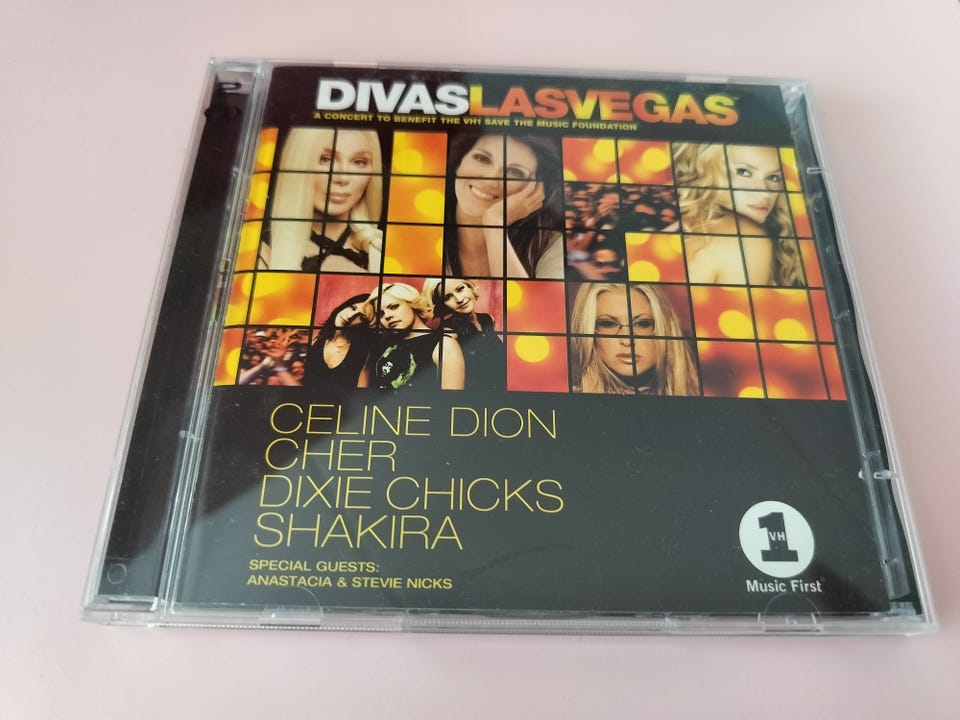 DIVASLASVEGAS
A CONCERT TO BENEFIT THE VH1 SAVE THE MUSIC FOUNDATION
CELINE DION
CHER
DIXIE CHICKS
SHAKIRA
SPECIAL GUESTS:
ANASTACIA & STEVIE NICKS
VH1
Music First